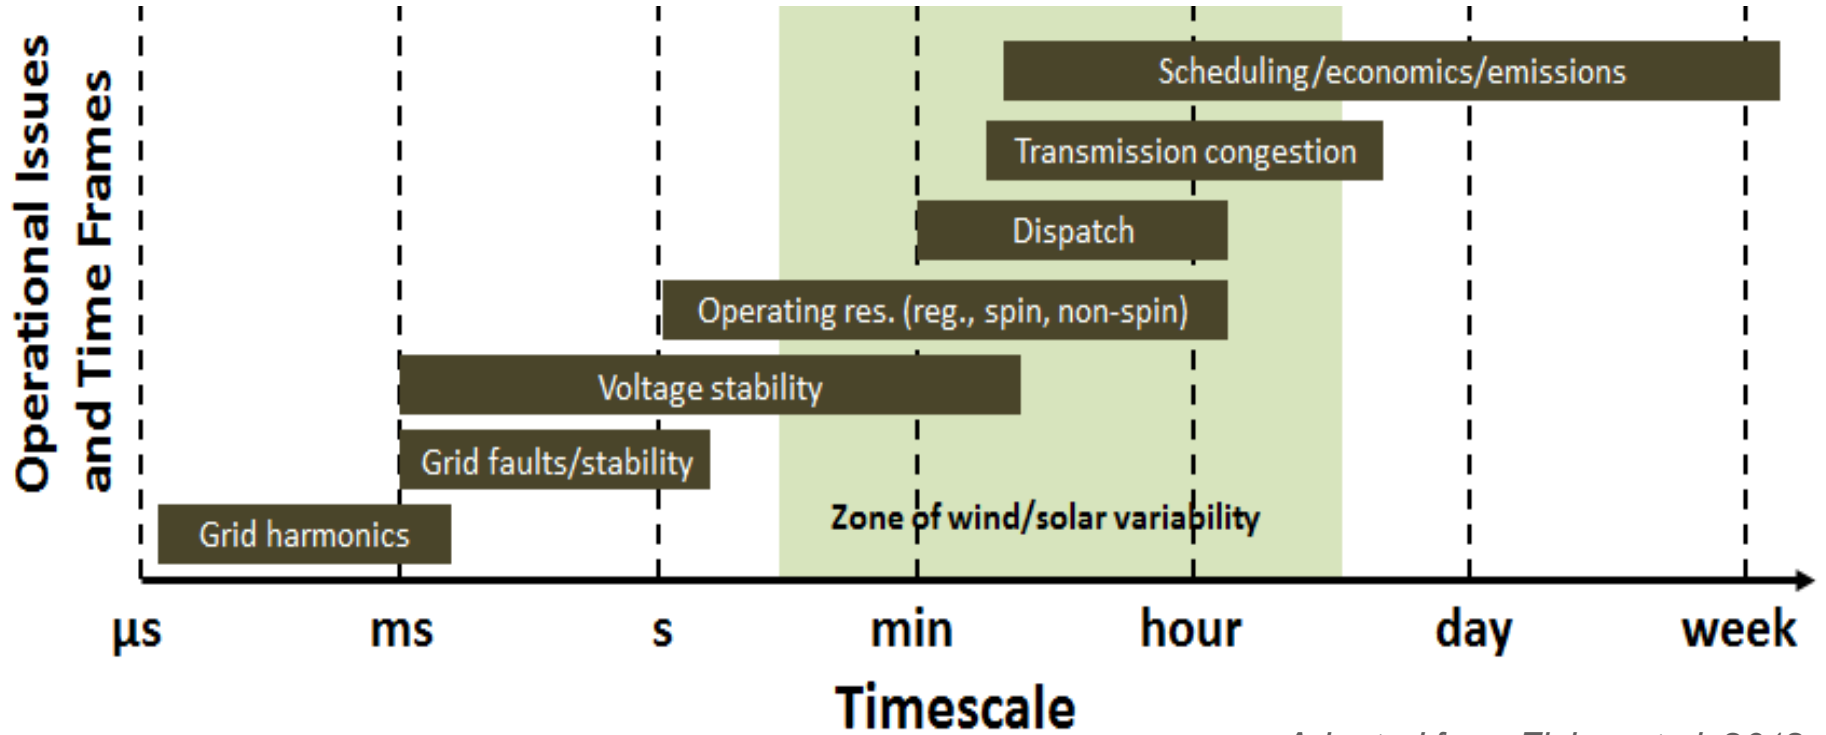 Operational Issues
and Time Frames
Scheduling/economics/emissions
Transmission congestion
Dispatch
Operating res. (reg., spin, non-spin)
Voltage stability
Grid faults/stability
Zone of wind/solar variability
Grid harmonics
µs ms s min hour day week
Timescale